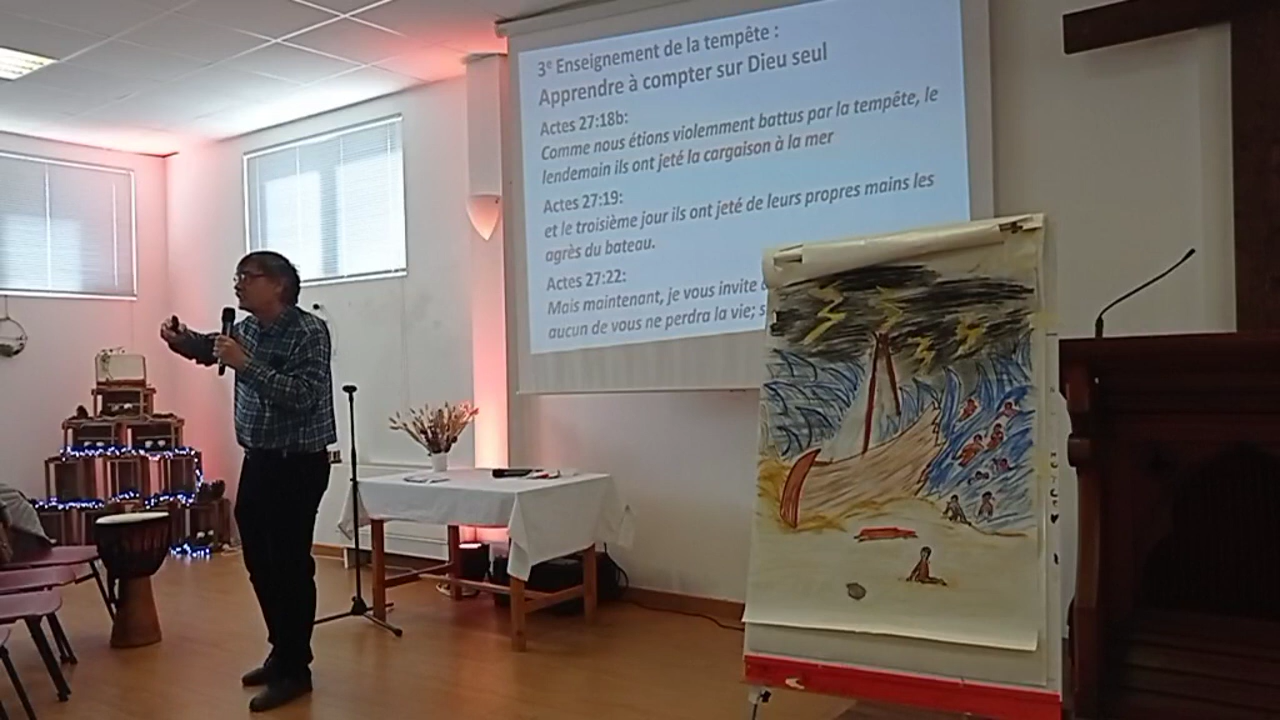 3e Enseignement de la tempête :
Apprendre à compter sur Dieu seul
Actes 27:18b:
Comme nous étions violemment battus par la tempête, le
lendemain ils ont jeté la cargaison à la mer
Actes 27:19:
et le troisième jour ils ont jeté de leurs propres mains les
agrès du bateau.
Actes 27:22:
Mais maintenant, je vous invite
aucun de vous ne perdra la vie;